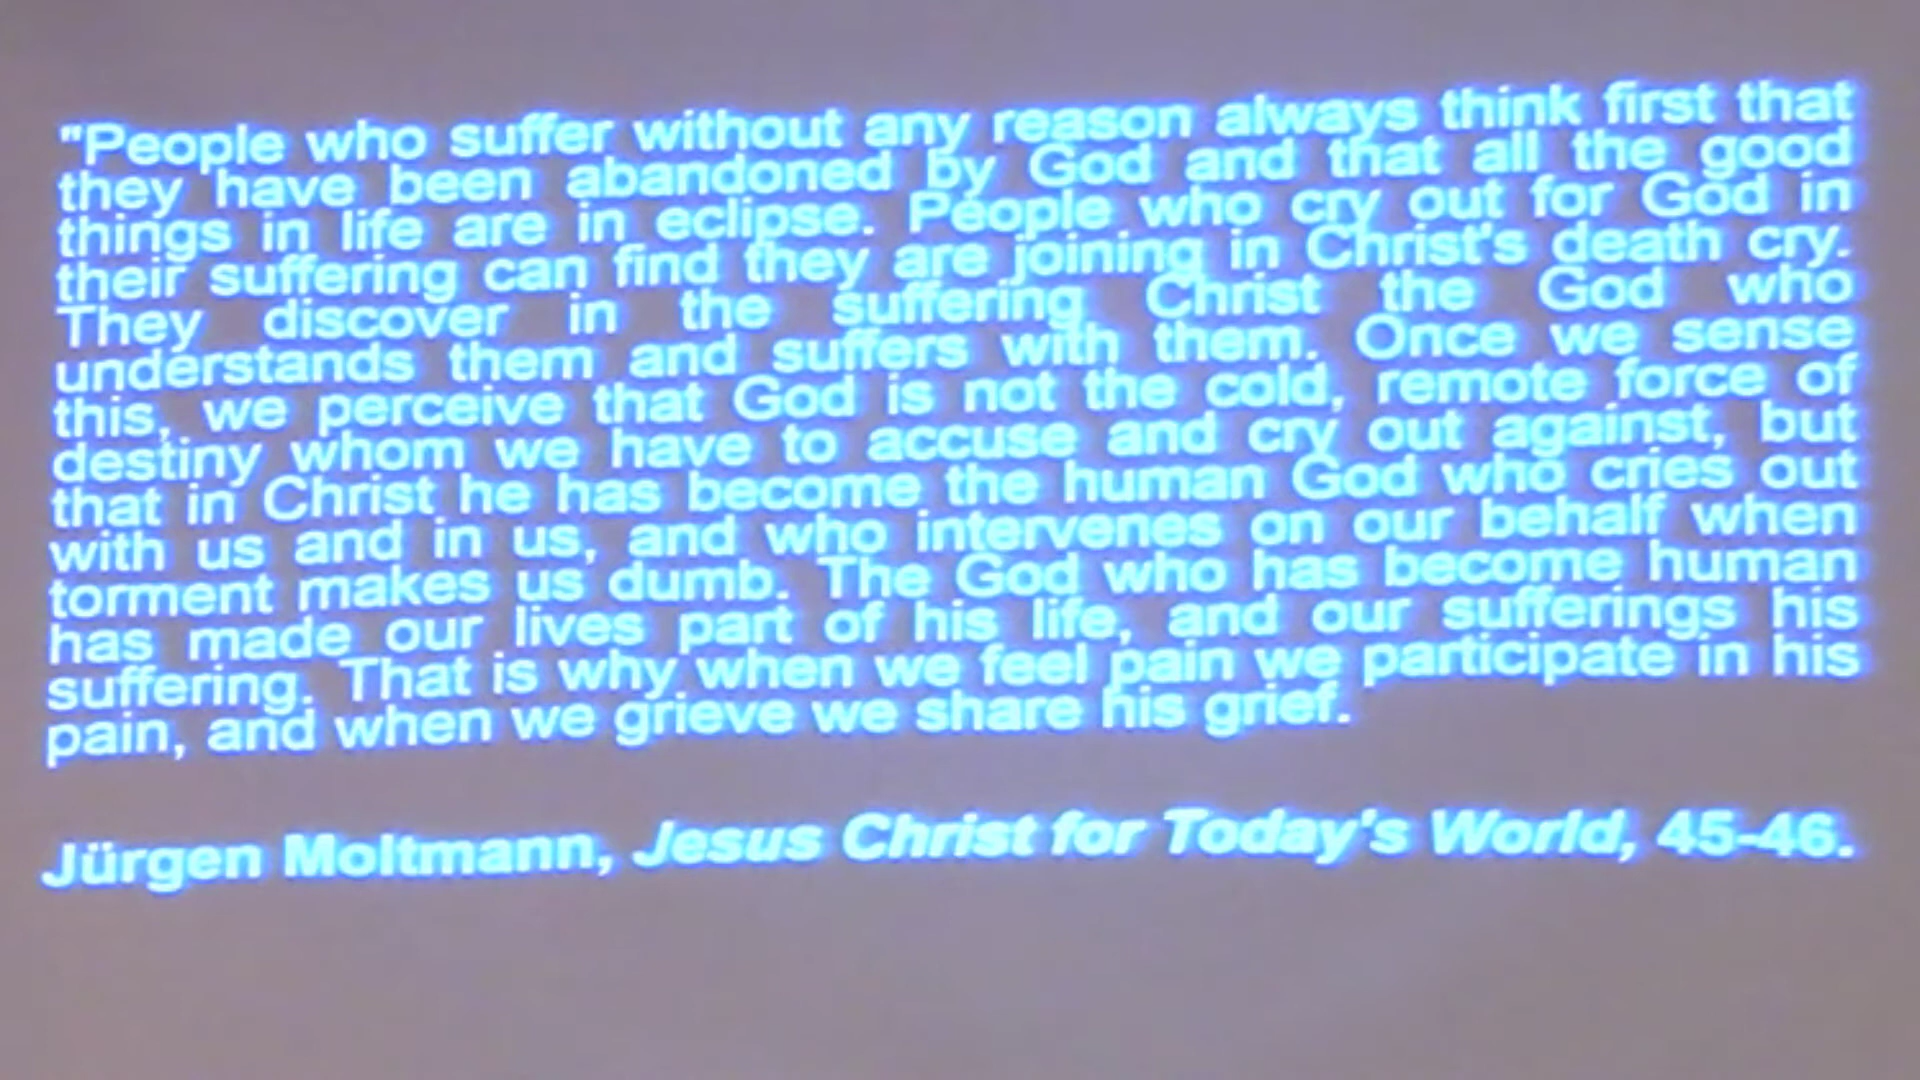 "People who suffer without any reason always think first that
they have been abandoned by God and that all the good
things in life are in eclipse. People who cry out for God in
their suffering can find they are joining in Christ's death cry.
They discover in the suffering Christ the God who
understands them and suffers with them. Once we sense
this, we perceive that God is not the cold, remote force of
destiny whom we have to accuse and cry out against, but
that in Christ he has become the human God who cries out
with us and in us, and who intervenes on our behalf when
torment makes us dumb. The God who has become human
has made our lives part of his life, and our sufferings his
suffering. That is why when we feel pain we participate in his
pain, and when we grieve we share his grief.
Jürgen Moltmann, Jesus Christ for Today's World, 45-46.